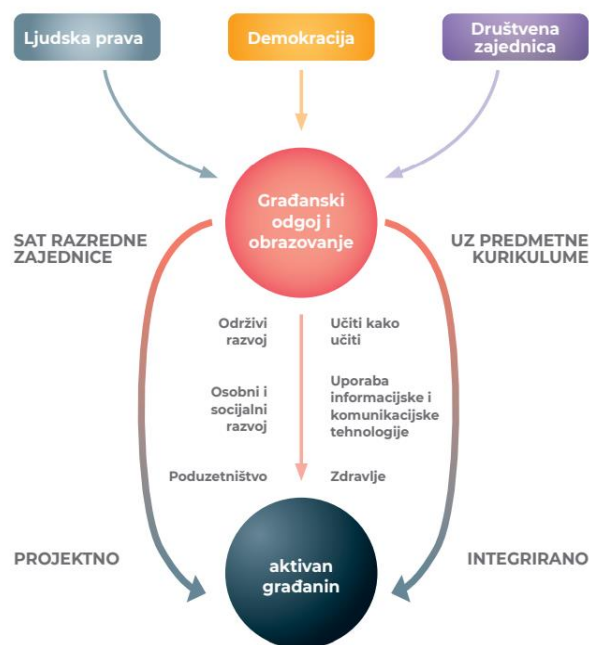 Ljudska prava
Demokracija
Društvena
zajednica
Građanski
odgoj i
obrazovanje
SAT RAZREDNE
ZAJEDNICE
UZ PREDMETNE
KURIKULUME
Održivi
razvoj
Učiti kako
učiti
Osobni i
socijalni
razvoj
Uporaba
informacijske i
komunikacijske
tehnologije
Poduzetništvo
Zdravlje
PROJEKTNO
aktivan
građanin
INTEGRIRANO